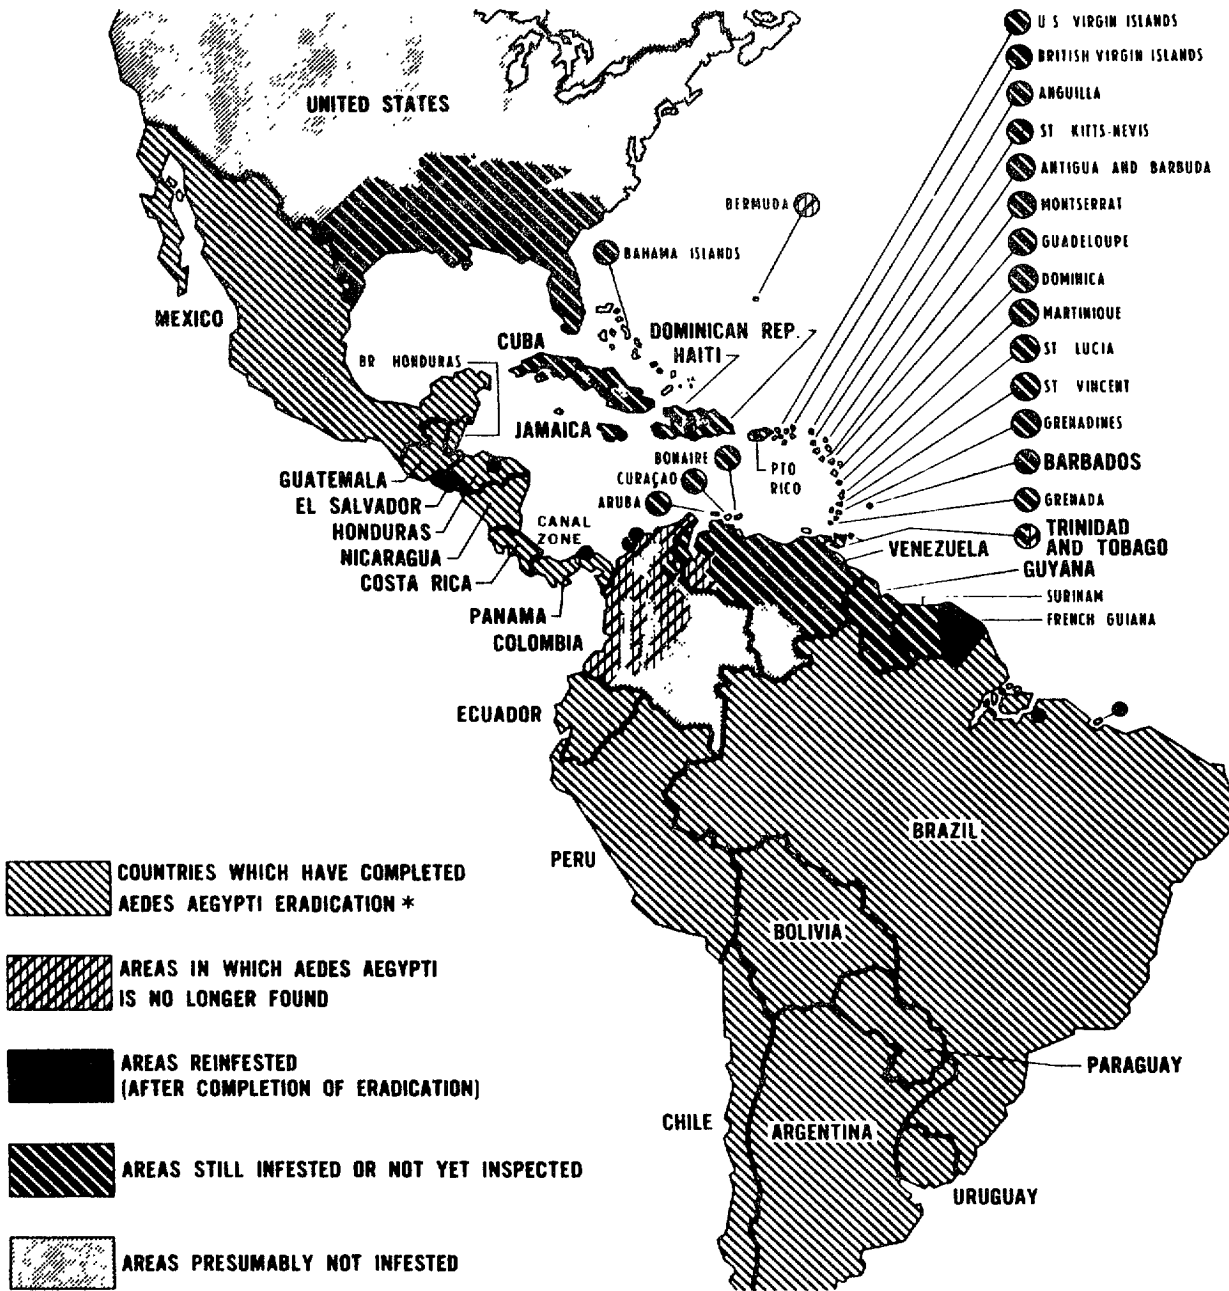 U S VIRGIN ISLANDS
BRITISH VIRGIN ISLANDS
ANGUILLA
UNITED STATES
ST KITTS-NEVIS
ANTIGUA AND BARBUDA
BERMUDA
MONTSERRAT
GUADELOUPE
BAHAMA ISLANDS
DOMINICA
MEXICO
MARTINIQUE
DOMINICAN REP.
HAITI
CUBA
ST LUCIA
BR HONDURAS
ST VINCENT
GRENADINES
JAMAICA
BONAIRE
PTO
RICO
BARBADOS
CURAÇAO
ARUBA
GUATEMALA
EL SALVADOR
HONDURAS
NICARAGUA
COSTA RICA
CANAL
ZONE
GRENADA
TRINIDAD
AND TOBAGO
VENEZUELA
GUYANA
SURINAM
FRENCH GUIANA
PANAMA
COLOMBIA
ECUADOR
BRAZIL
PERU
BOLIVIA
PARAGUAY
CHILE
ARGENTINA
URUGUAY
COUNTRIES WHICH HAVE COMPLETED
AEDES AEGYPTI ERADICATION *
AREAS IN WHICH AEDES AEGYPTI
IS NO LONGER FOUND
AREAS REINFESTED
(AFTER COMPLETION OF ERADICATION)
AREAS STILL INFESTED OR NOT YET INSPECTED
AREAS PRESUMABLY NOT INFESTED